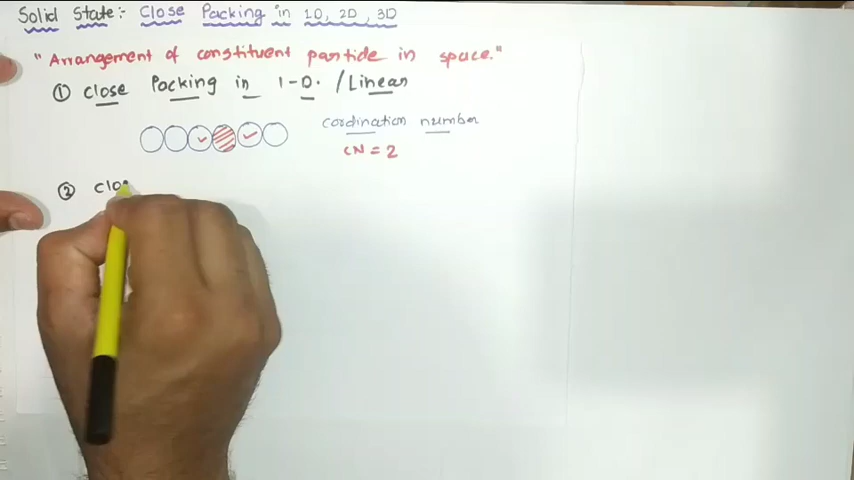 Solid State:- Close Packing in 1D, 2D, 3D
"Arrangement of constituent particle in space."
① close Packing in 1-D. / Linear
cordination number
CN = 2
② clos